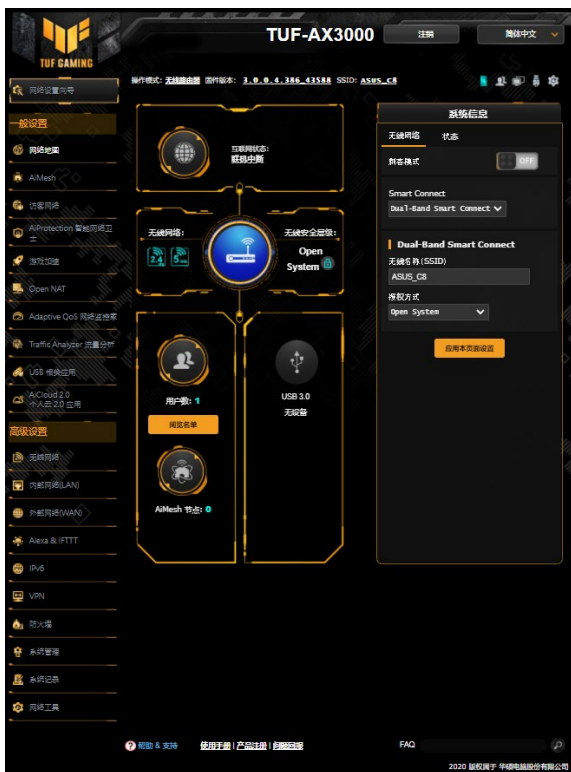 TUF GAMING
TUF-AX3000
注销
简体中文
操作模式: 无线路由器 固件版本: 3.0.0.4.386_43588 SSID: ASUS_C8
网络设置向导
一般设置
网络地图
AiMesh
访客网络
AiProtection 智能网络卫士
游戏加速
Open NAT
Adaptive QoS 网络监控家
Traffic Analyzer 流量分析
USB 相关应用
AiCloud 2.0
个人云 2.0 应用
高级设置
无线网络
内部网络(LAN)
外部网络(WAN)
Alexa & IFTTT
IPv6
VPN
防火墙
系统管理
系统记录
网络工具
互联网状态:
联机中断
无线网络:
2.4
5
无线安全层级:
Open
System
用户数: 1
阅览名单
AiMesh 节点: 0
USB 3.0
无设备
系统信息
无线网络 状态
OFF
Smart Connect
Dual-Band Smart Connect
Dual-Band Smart Connect
无线名称(SSID)
ASUS_C8
授权方式
Open System
应用本页面设置
帮助 & 支持
使用手册 | 产品注册 | 问题回报
FAQ
2020 版权属于 华硕电脑股份有限公司